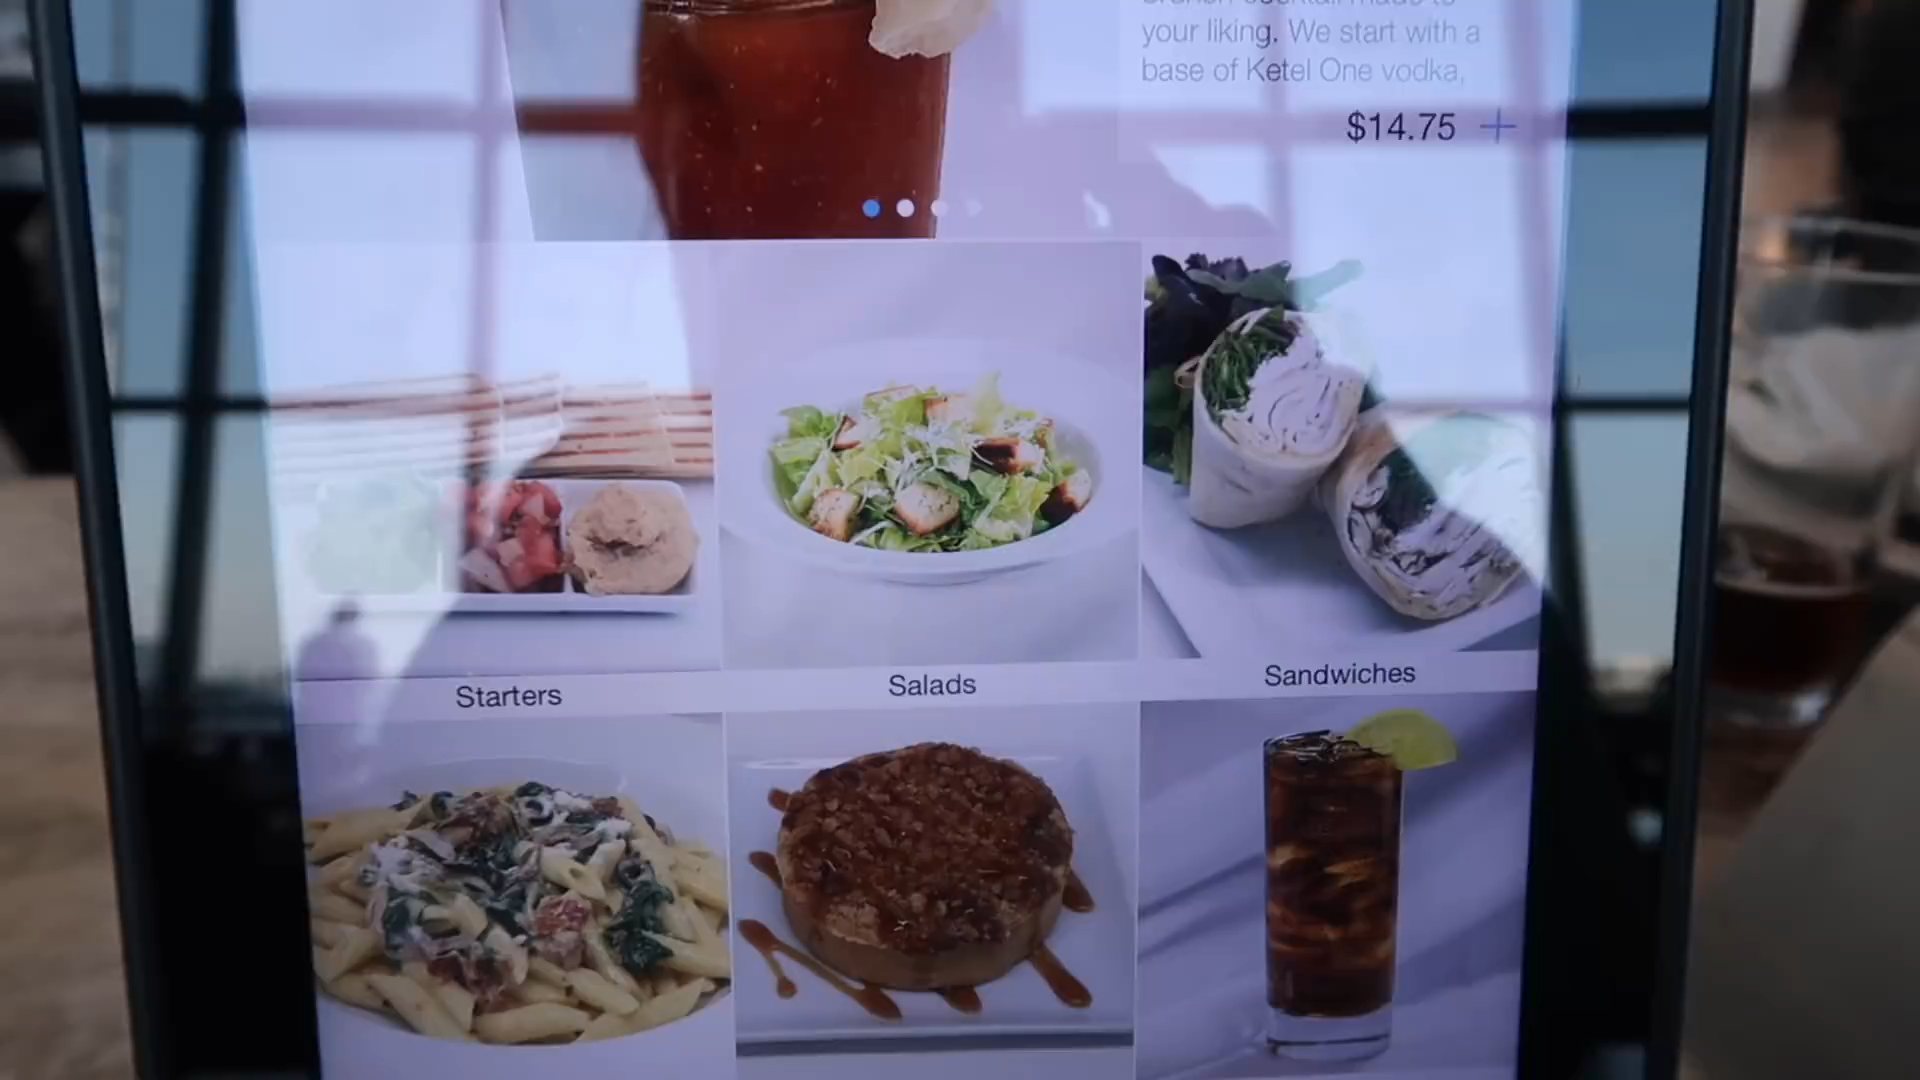 your liking. We start with a
base of Ketel One vodka,
$14.75 +
Starters
Salads
Sandwiches